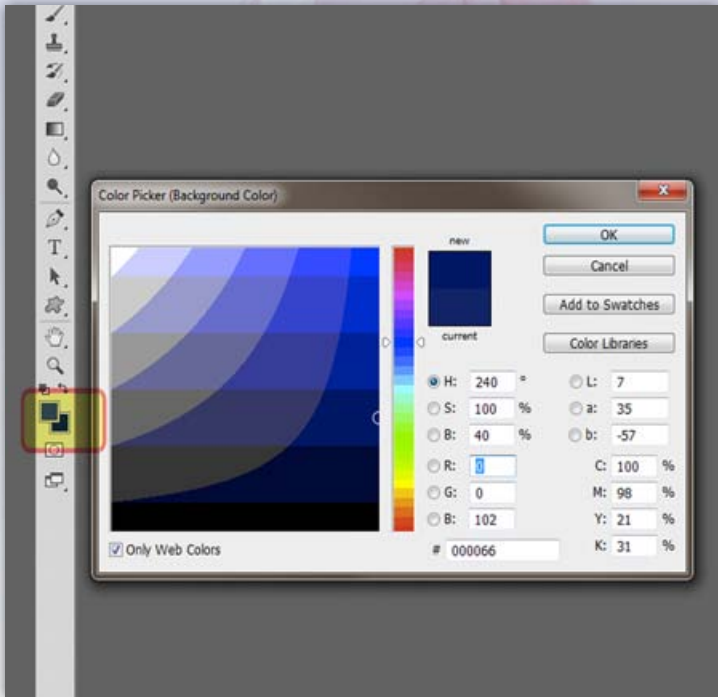 Color Picker (Background Color)
new
current
OK
Cancel
Add to Swatches
Color Libraries
H: 240 °
S: 100 %
B: 40 %
R: 0
G: 0
B: 102
# 000066
L: 7
a: 35
b: -57
C: 100 %
M: 98 %
Y: 21 %
K: 31 %
Only Web Colors
T